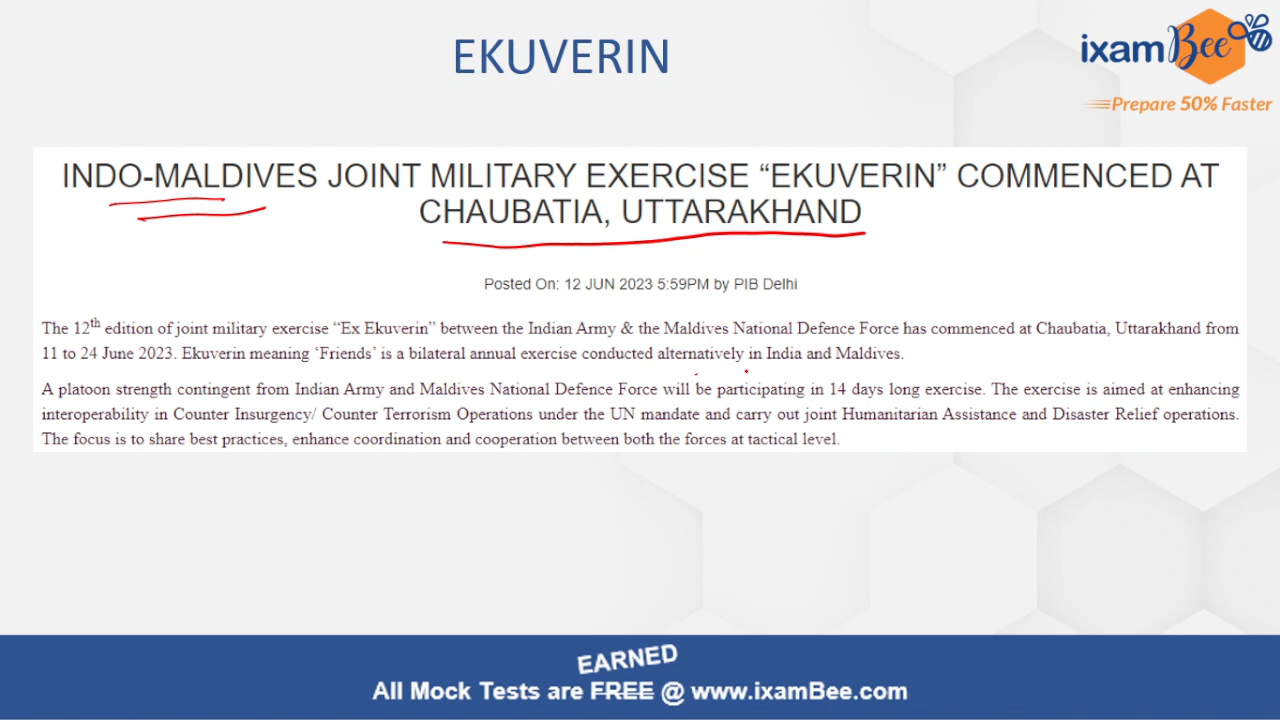 EKUVERIN
ixamBee
Prepare 50% Faster
INDO-MALDIVES JOINT MILITARY EXERCISE “EKUVERIN” COMMENCED AT
CHAUBATIA, UTTARAKHAND
Posted On: 12 JUN 2023 5:59PM by PIB Delhi
The 12th edition of joint military exercise “Ex Ekuverin” between the Indian Army & the Maldives National Defence Force has commenced at Chaubatia, Uttarakhand from
11 to 24 June 2023. Ekuverin meaning ‘Friends’ is a bilateral annual exercise conducted alternatively in India and Maldives.
A platoon strength contingent from Indian Army and Maldives National Defence Force will be participating in 14 days long exercise. The exercise is aimed at enhancing
interoperability in Counter Insurgency/ Counter Terrorism Operations under the UN mandate and carry out joint Humanitarian Assistance and Disaster Relief operations.
The focus is to share best practices, enhance coordination and cooperation between both the forces at tactical level.
EARNED
All Mock Tests are FREE @ www.ixamBee.com